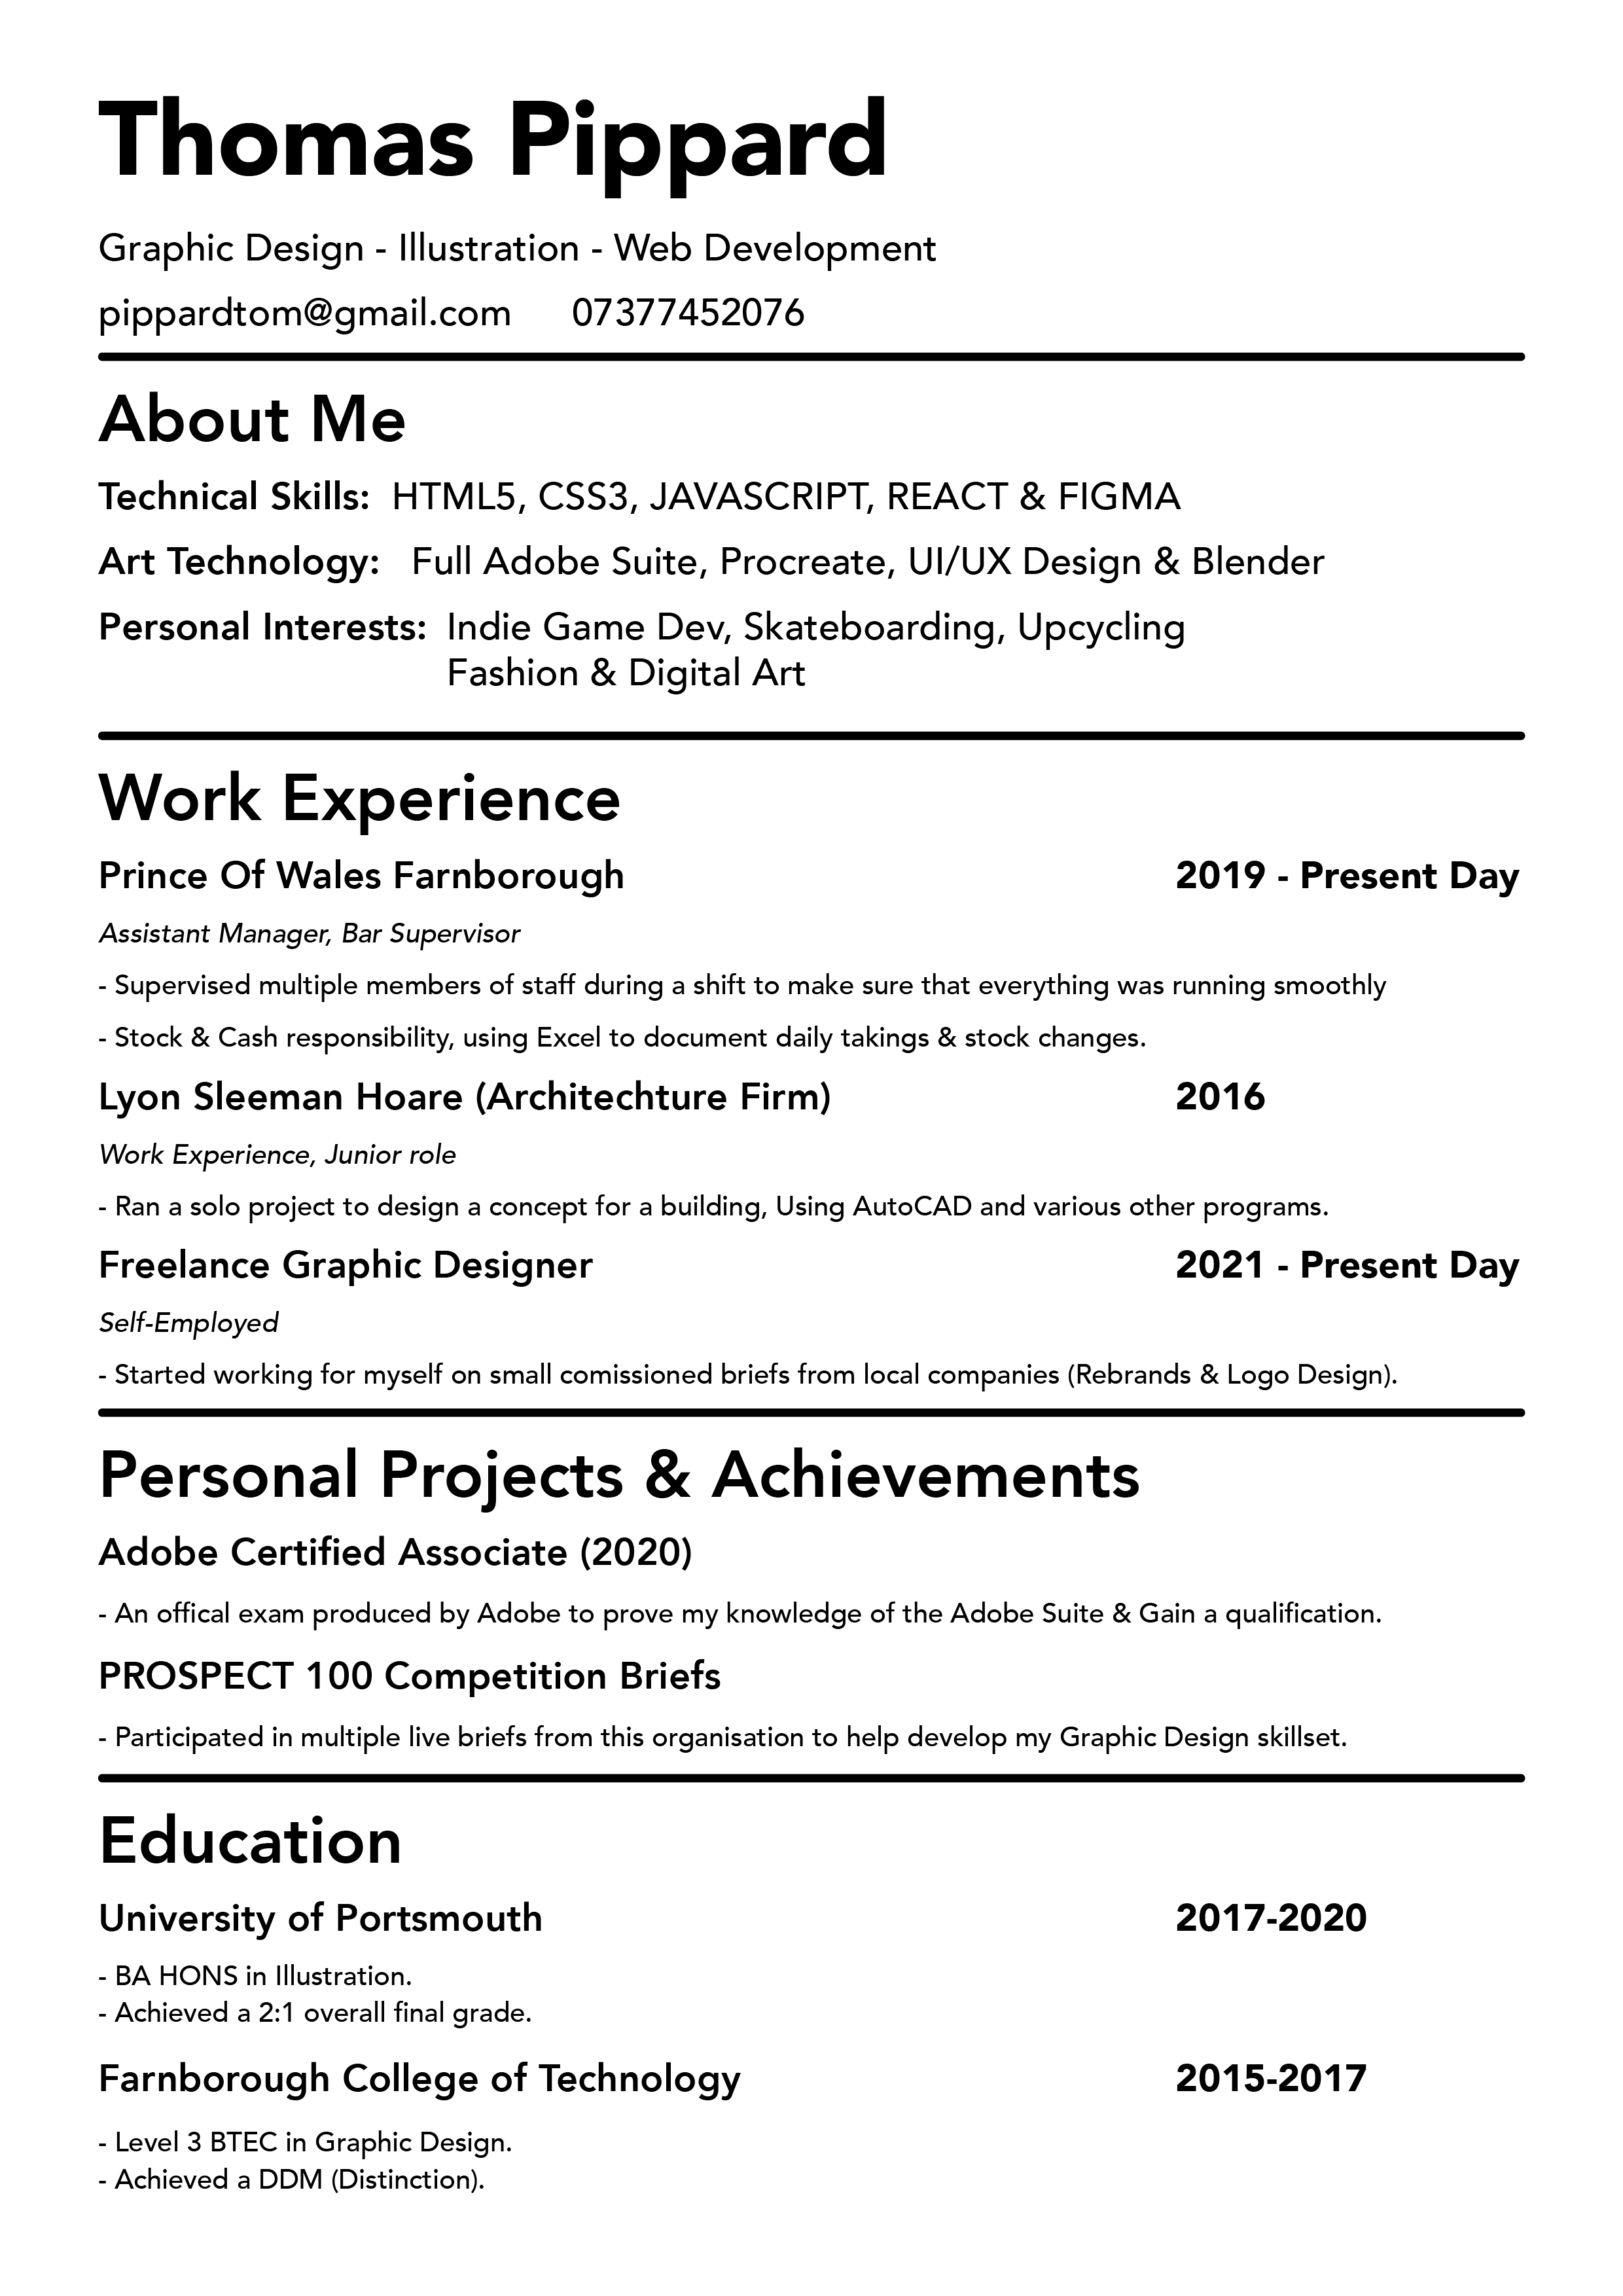 Thomas Pippard
Graphic Design - Illustration - Web Development
pippardtom@gmail.com 07377452076
About Me
Technical Skills: HTML5, CSS3, JAVASCRIPT, REACT & FIGMA
Art Technology: Full Adobe Suite, Procreate, UI/UX Design & Blender
Personal Interests: Indie Game Dev, Skateboarding, Upcycling
Fashion & Digital Art
Work Experience
Prince Of Wales Farnborough 2019 - Present Day
Assistant Manager, Bar Supervisor
- Supervised multiple members of staff during a shift to make sure that everything was running smoothly
- Stock & Cash responsibility, using Excel to document daily takings & stock changes.
Lyon Sleeman Hoare (Architechture Firm) 2016
Work Experience, Junior role
- Ran a solo project to design a concept for a building, Using AutoCAD and various other programs.
Freelance Graphic Designer 2021 - Present Day
Self-Employed
- Started working for myself on small comissioned briefs from local companies (Rebrands & Logo Design).
Personal Projects & Achievements
Adobe Certified Associate (2020)
- An offical exam produced by Adobe to prove my knowledge of the Adobe Suite & Gain a qualification.
PROSPECT 100 Competition Briefs
- Participated in multiple live briefs from this organisation to help develop my Graphic Design skillset.
Education
University of Portsmouth 2017-2020
- BA HONS in Illustration.
- Achieved a 2:1 overall final grade.
Farnborough College of Technology 2015-2017
- Level 3 BTEC in Graphic Design.
- Achieved a DDM (Distinction).